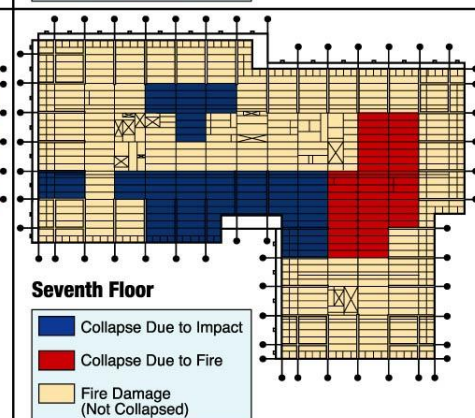 Seventh Floor
Collapse Due to Impact
Collapse Due to Fire
Fire Damage
(Not Collapsed)